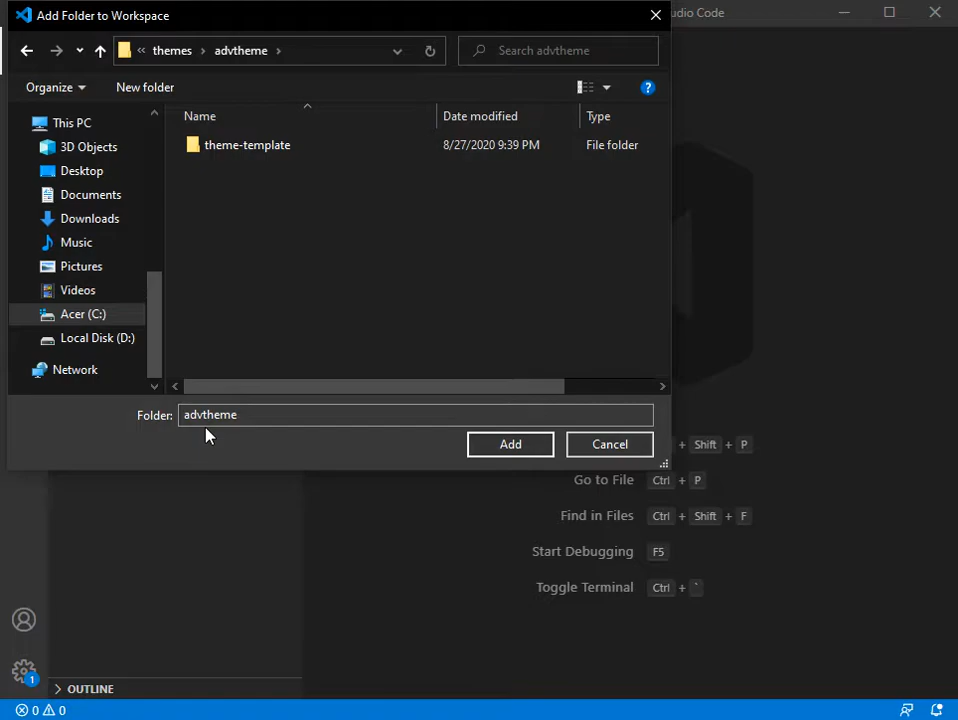 Add Folder to Workspace
dio Code
« themes > advtheme >
Search advtheme
Organize
New folder
Name
Date modified
Type
theme-template
8/27/2020 9:39 PM
File folder
This PC
3D Objects
Desktop
Documents
Downloads
Music
Pictures
Videos
Acer (C:)
Local Disk (D:)
Network
Folder: advtheme
Add
Cancel
+ Shift + P
Go to File Ctrl + P
Find in Files Ctrl + Shift + F
Start Debugging F5
Toggle Terminal Ctrl + `
1
OUTLINE
0 0